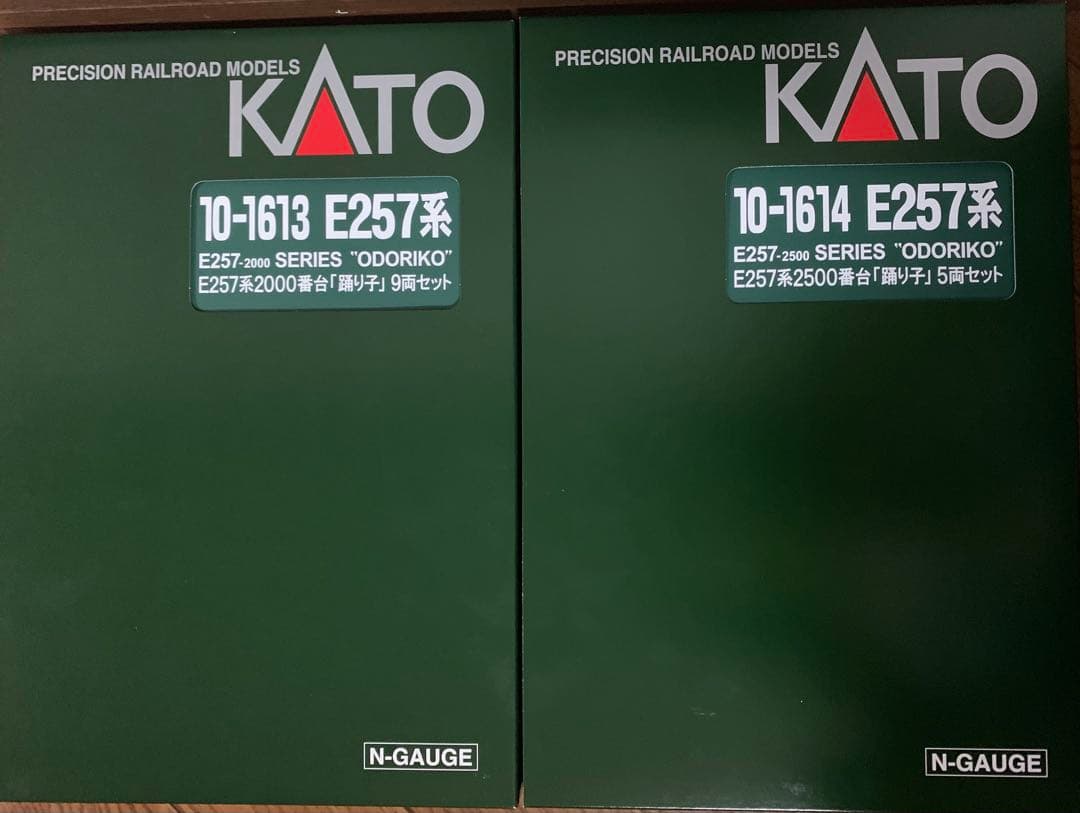 PRECISION RAILROAD MODELS
KATO
10-1613 E257系
E257-2000 SERIES "ODORIKO"
E257系2000番台「踊り子」9両セット
N-GAUGE
PRECISION RAILROAD MODELS
KATO
10-1614 E257系
E257-2500 SERIES "ODORIKO"
E257系2500番台「踊り子」5両セット
N-GAUGE